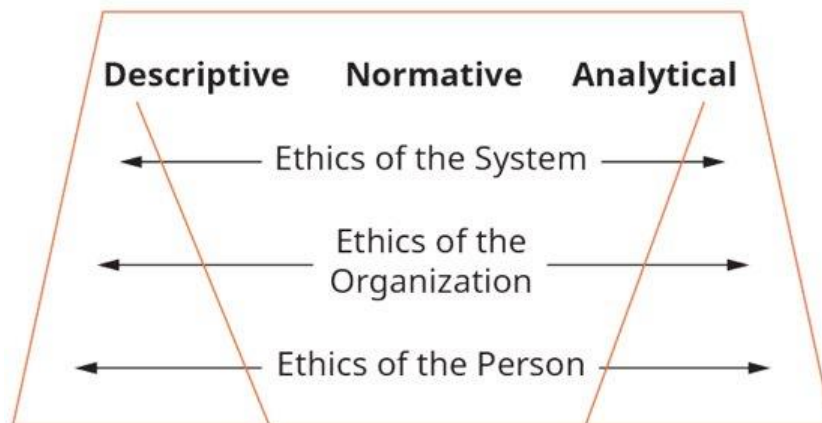 Descriptive Normative Analytical
Ethics of the System
Ethics of the
Organization
Ethics of the Person